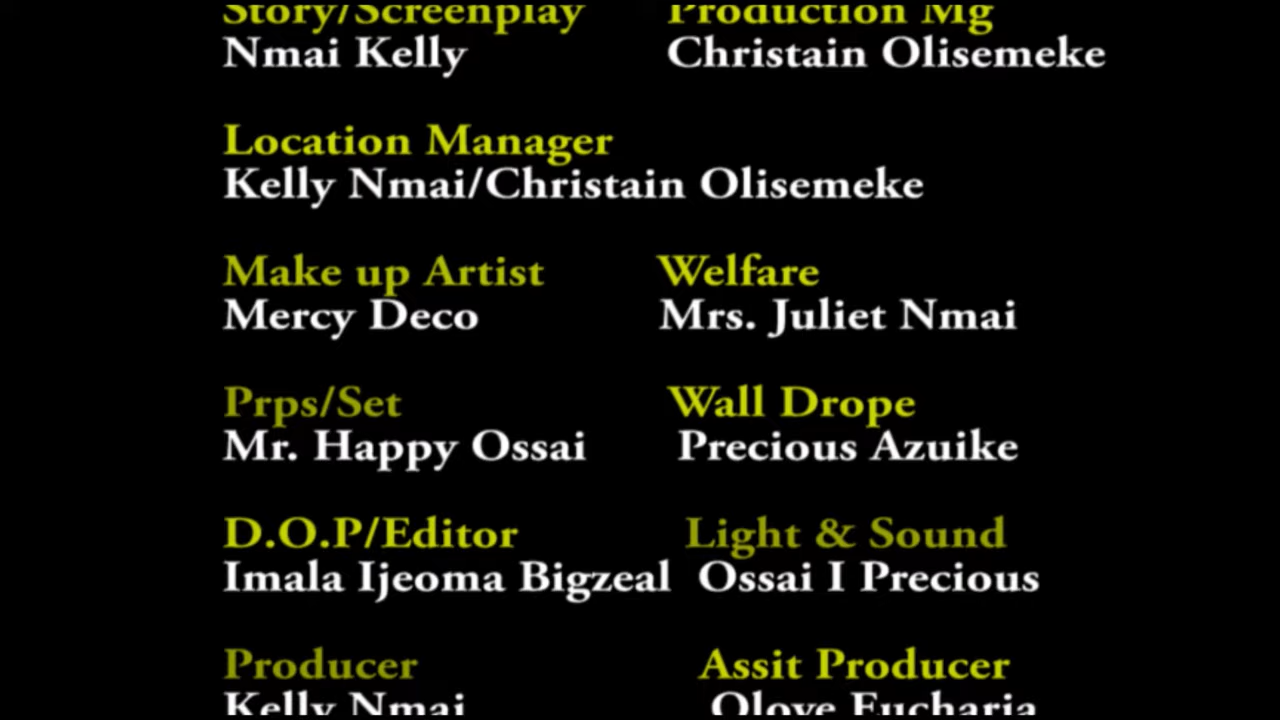 Story/Screenplay Production Mg
Nmai Kelly Christain Olisemeke
Location Manager
Kelly Nmai/Christain Olisemeke
Make up Artist Welfare
Mercy Deco Mrs. Juliet Nmai
Prps/Set Wall Drope
Mr. Happy Ossai Precious Azuike
D.O.P/Editor Light & Sound
Imala Ijeoma Bigzeal Ossai I Precious
Producer Assit Producer
Kelly Nmai Olove Eucharia